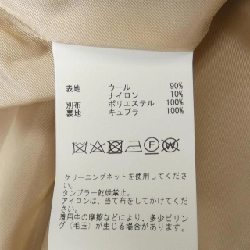 表地 ウール 90%
ナイロン 10%
別布 ポリエステル 100%
裏地 キュプラ 100%
クリーニングネットを使用してくださ
い。
タンブラー乾燥禁止。
アイロンは、当て布をしてかけてくだ
さい。
着用中の摩擦などにより、多少ピリン
グ(毛玉)が生じる場合があります。